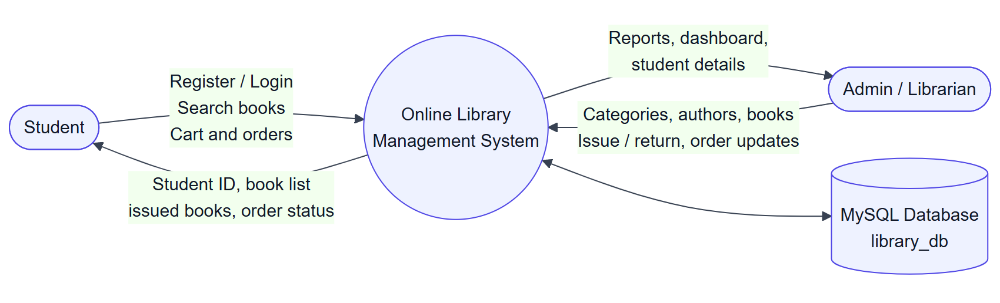 Student
Register / Login
Search books
Cart and orders
Student ID, book list
issued books, order status
Online Library
Management System
Reports, dashboard,
student details
Categories, authors, books
Issue / return, order updates
Admin / Librarian
MySQL Database
library_db